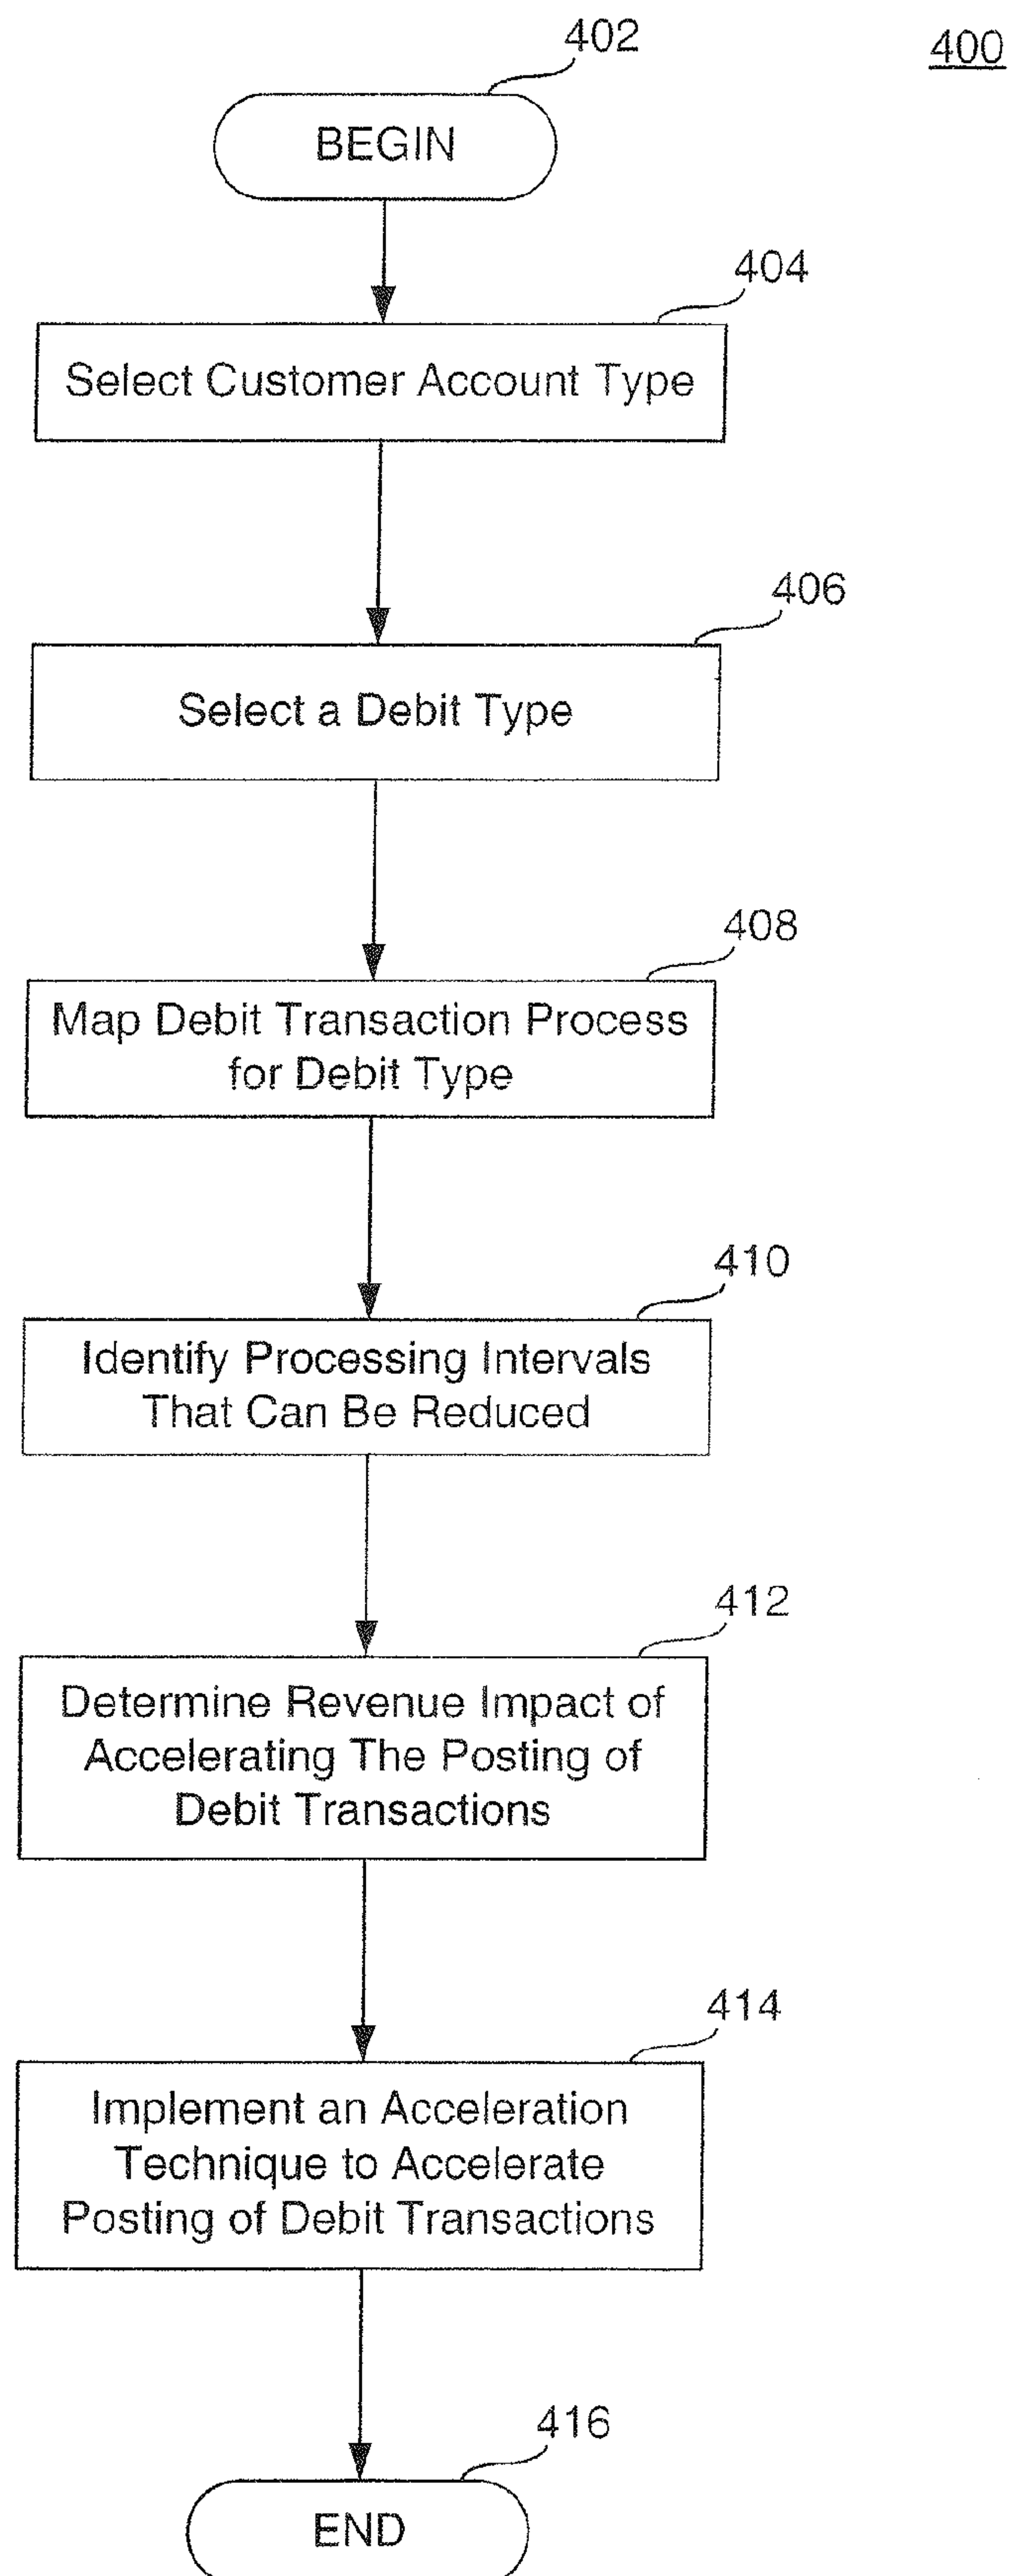 402
400
BEGIN
404
Select Customer Account Type
406
Select a Debit Type
408
Map Debit Transaction Process
for Debit Type
410
Identify Processing Intervals
That Can Be Reduced
412
Determine Revenue Impact of
Accelerating The Posting of
Debit Transactions
414
Implement an Acceleration
Technique to Accelerate
Posting of Debit Transactions
416
END